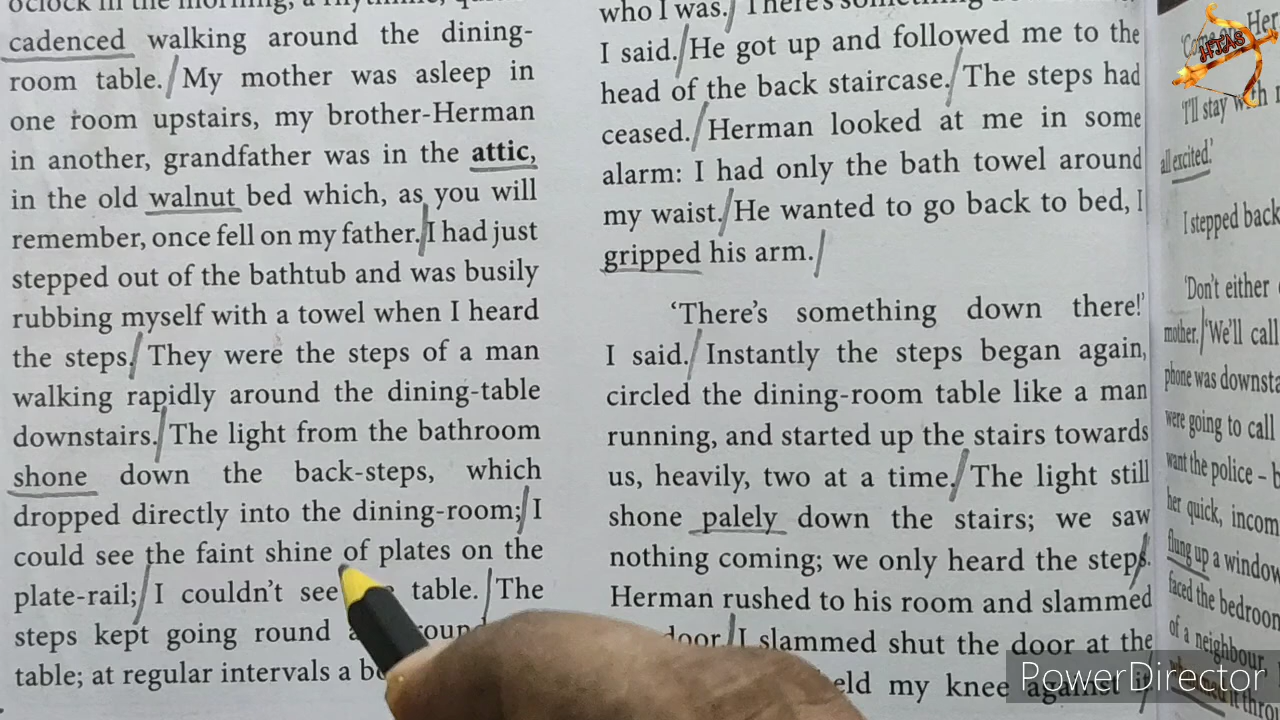 oclock in the morning, a rhythmic, quick
cadenced walking around the dining-
room table. My mother was asleep in
one room upstairs, my brother-Herman
in another, grandfather was in the attic,
in the old walnut bed which, as you will
remember, once fell on my father. I had just
stepped out of the bathtub and was busily
rubbing myself with a towel when I heard
the steps. They were the steps of a man
walking rapidly around the dining-table
downstairs. The light from the bathroom
shone down the back-steps, which
dropped directly into the dining-room; I
could see the faint shine of plates on the
plate-rail; I couldn't see table. The
steps kept going round
table; at regular intervals a
who I was. There's something
I said. He got up and followed me to the
head of the back staircase. The steps had
ceased. Herman looked at me in some
alarm: I had only the bath towel around
my waist. He wanted to go back to bed, I
gripped his arm.
'There's something down there!'
I said. Instantly the steps began again,
circled the dining-room table like a man
running, and started up the stairs towards
us, heavily, two at a time. The light still
shone palely down the stairs; we saw
nothing coming; we only heard the steps.
Herman rushed to his room and slammed
door. I slammed shut the door at the
my knee against it
Her
'I'll stay with
all excited.'
I stepped back
'Don't either
mother. 'We'll call
phone was downsta
were going to call
want the police – b
her quick, incom
flung up a window
faced the bedroom
of a neighbour,
it throu
HTAS
PowerDirector